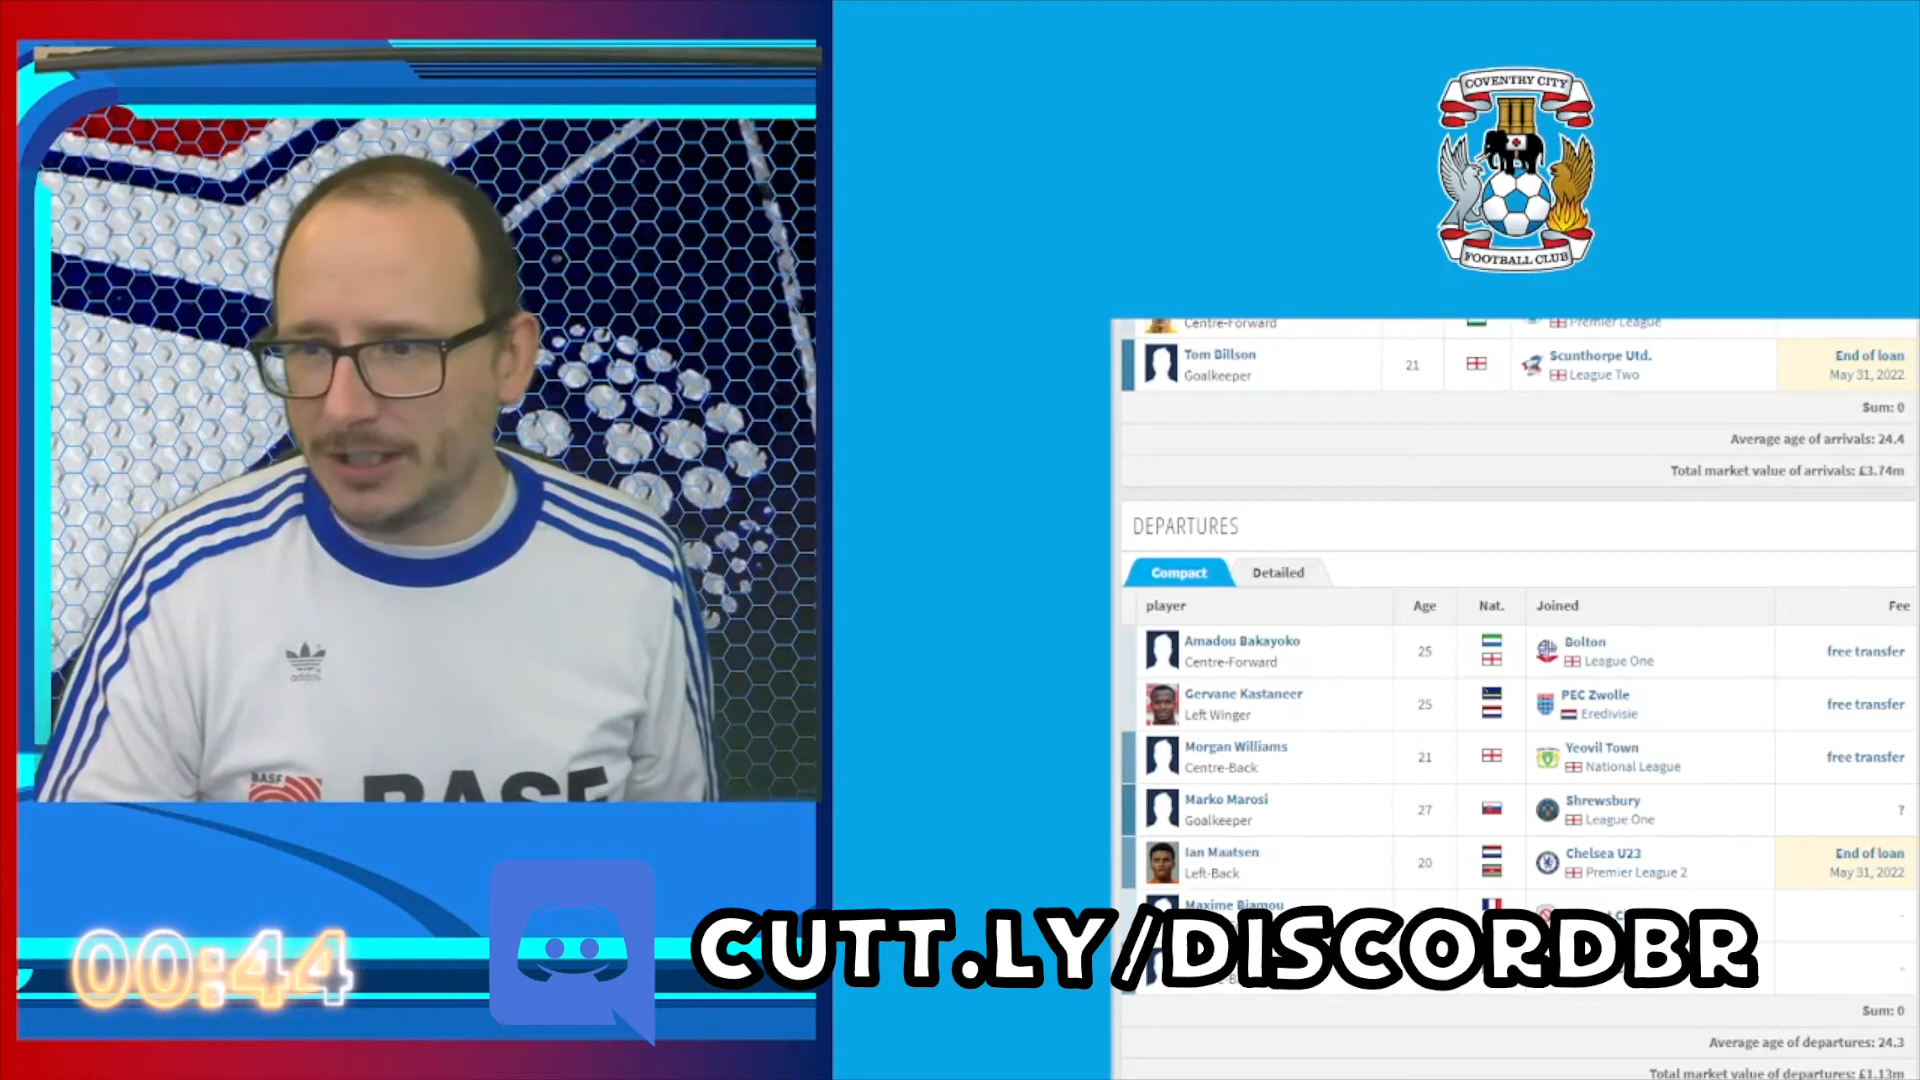 COVENTRY CITY
FOOTBALL CLUB
Centre-Forward
Premier League
Tom Billson
Goalkeeper
21
Scunthorpe Utd.
League Two
End of loan
May 31, 2022
Sum: 0
Average age of arrivals: 24.4
Total market value of arrivals: £3.74m
DEPARTURES
Compact
Detailed
player
Age
Nat.
Joined
Fee
Amadou Bakayoko
Centre-Forward
25
Bolton
League One
free transfer
Gervane Kastaneer
Left Winger
25
PEC Zwolle
Eredivisie
free transfer
Morgan Williams
Centre-Back
21
Yeovil Town
National League
free transfer
Marko Marosi
Goalkeeper
27
Shrewsbury
League One
?
Ian Maatsen
Left-Back
20
Chelsea U23
Premier League 2
End of loan
May 31, 2022
Maxime Biamou
-
-
Sum: 0
Average age of departures: 24.3
Total market value of departures: £1.13m
adidas
BASF
BASF
00:44
CUTT.LY/DISCORDBR